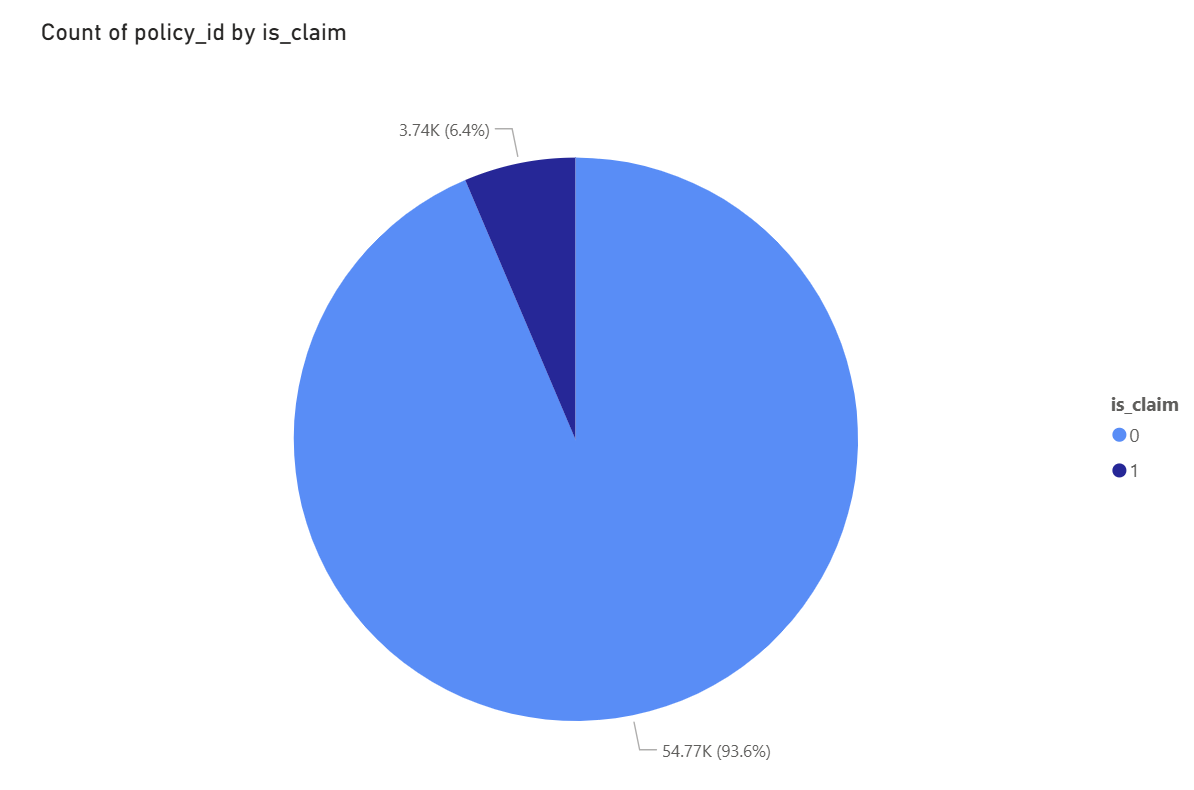 Count of policy_id by is_claim
3.74K (6.4%)
is_claim
0
1
54.77K (93.6%)